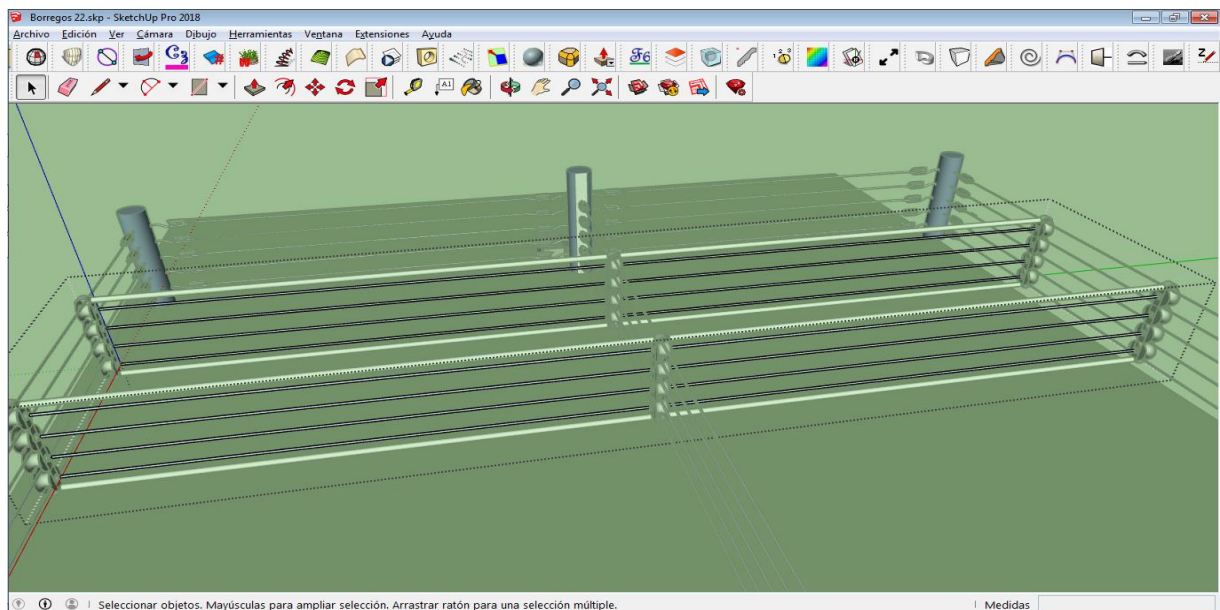 Borregos 22.skp - SketchUp Pro 2018
Archivo Edición Ver Cámara Dibujo Herramientas Ventana Extensiones Ayuda
Seleccionar objetos. Mayúsculas para ampliar selección. Arrastrar ratón para una selección múltiple.
Medidas